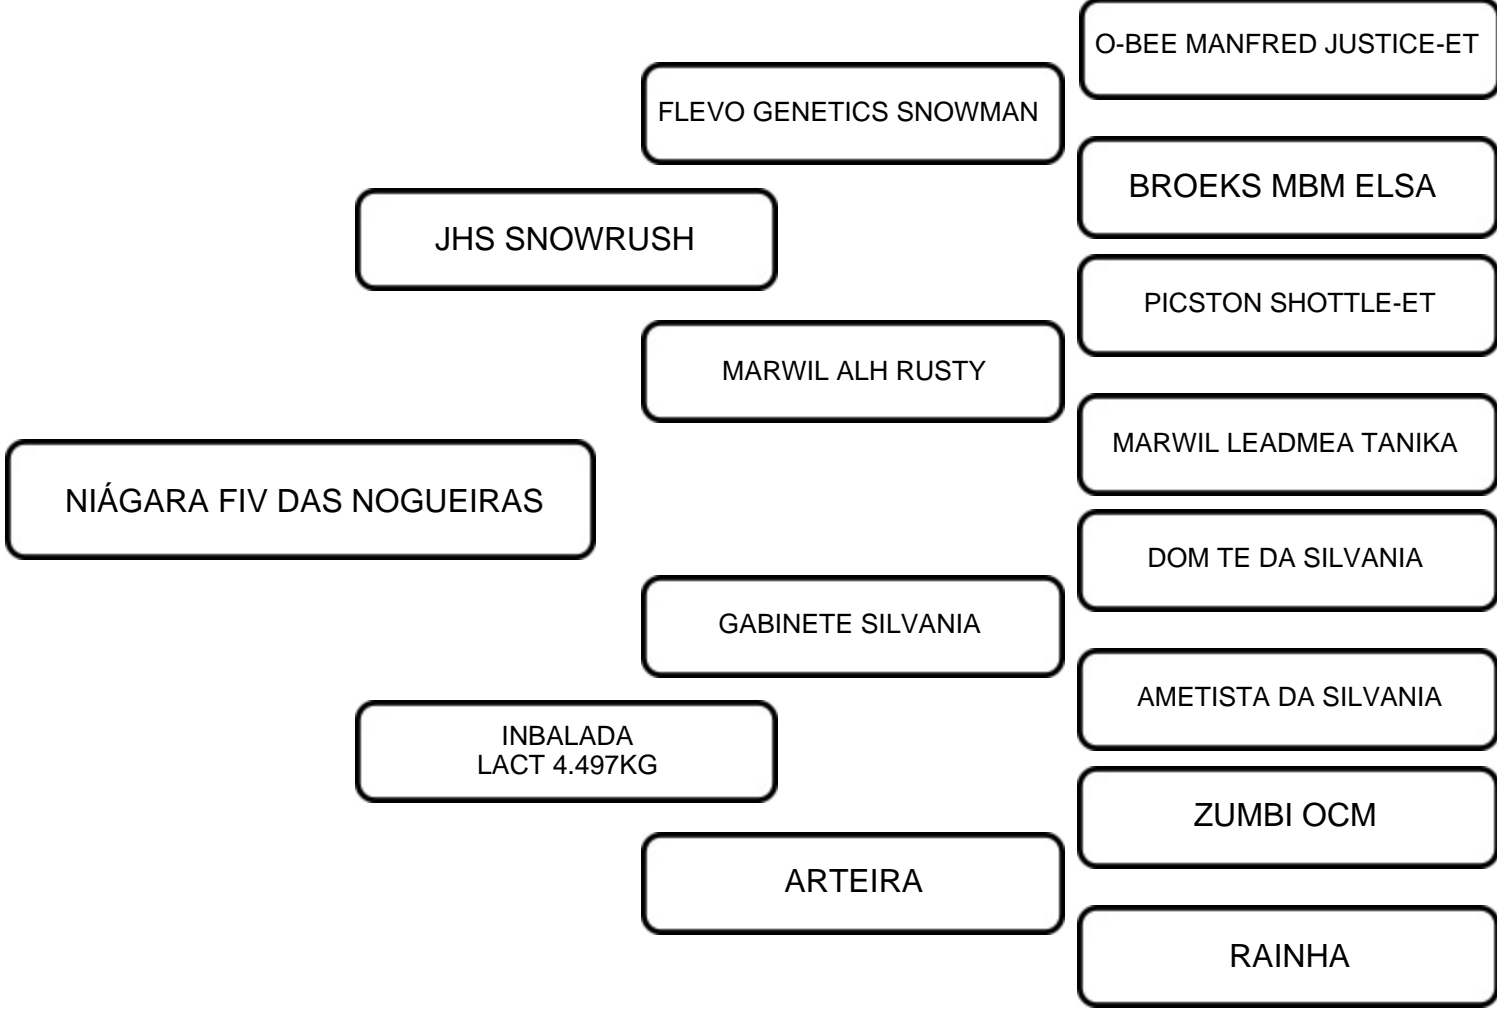 O-BEE MANFRED JUSTICE-ET
FLEVO GENETICS SNOWMAN
BROEKS MBM ELSA
JHS SNOWRUSH
PICSTON SHOTTLE-ET
MARWIL ALH RUSTY
MARWIL LEADMEA TANIKA
NIÁGARA FIV DAS NOGUEIRAS
DOM TE DA SILVANIA
GABINETE SILVANIA
AMETISTA DA SILVANIA
INBALADA
LACT 4.497KG
ZUMBI OCM
ARTEIRA
RAINHA